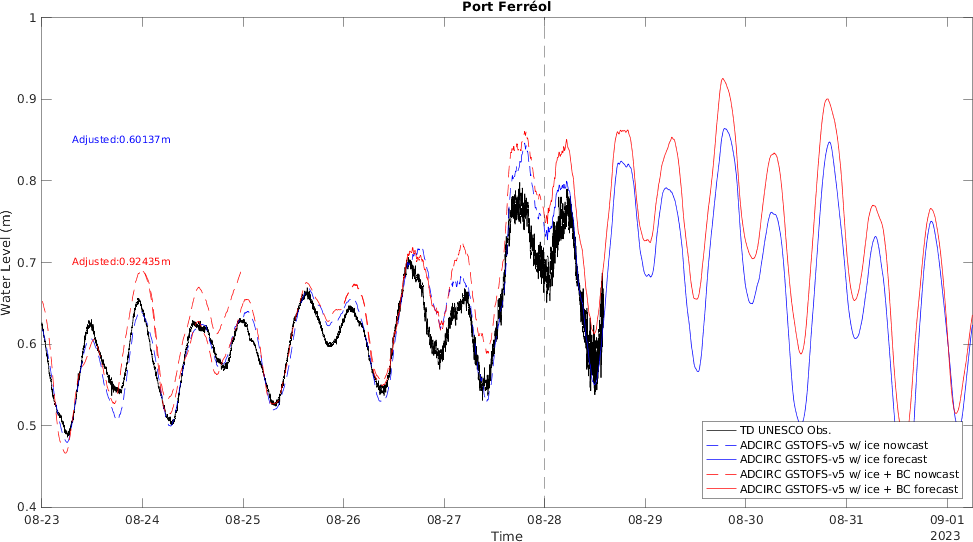 Port Ferréol
1
0.9
0.8
0.7
0.6
0.5
0.4
Water Level (m)
Adjusted:0.60137m
Adjusted:0.92435m
TD UNESCO Obs.
ADCIRC GSTOFS-v5 w/ ice nowcast
ADCIRC GSTOFS-v5 w/ ice forecast
ADCIRC GSTOFS-v5 w/ ice + BC nowcast
ADCIRC GSTOFS-v5 w/ ice + BC forecast
08-23 08-24 08-25 08-26 08-27 08-28 08-29 08-30 08-31 09-01
Time
2023